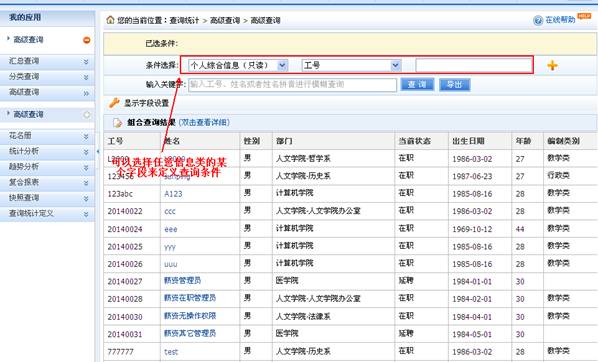 我的应用
高级查询
汇总查询
分类查询
高级查询
高级查询
花名册
统计分析
趋势分析
复合报表
快照查询
查询统计定义
您的当前位置：查询统计 > 高级查询 > 高级查询
在线帮助 HELP
已选条件：
条件选择： 个人综合信息（只读） 工号
输入关键字： 输入工号、姓名或者姓名拼音进行模糊查询 查 询 导出
显示字段设置
组合查询结果 (双击查看详细)
工号 姓名 性别 部门 当前状态 出生日期 年龄 编制类别
男 人文学院-哲学系 在职 1986-03-02 27 教学类
可以选择任意信息类的某
个字段来定义查询条件
男 人文学院-历史系 在职 1987-06-23 27 行政类
123abc A123 男 计算机学院 在职 1985-08-16 28 教学类
20140022 ccc 男 人文学院-人文学院办公室 在职 1986-03-02 28 教学类
20140024 eee 男 计算机学院 在职 1969-10-12 44 教学类
20140025 yyy 男 计算机学院 在职 1985-08-16 28 教学类
20140026 uuu 男 计算机学院 在职 1985-08-16 28 教学类
20140027 薪资管理员 男 医学院 延聘 1984-01-01 30
20140028 薪资在职管理员 男 人文学院-人文学院办公室 在职 1984-02-01 30 教学类
20140030 薪资无操作权限 男 人文学院-法律系 在职 1984-04-01 30 教学类
20140031 薪资其它管理员 男 医学院 延聘 1984-05-01 30
777777 test 男 人文学院-历史系 在职 1986-03-02 28 教学类